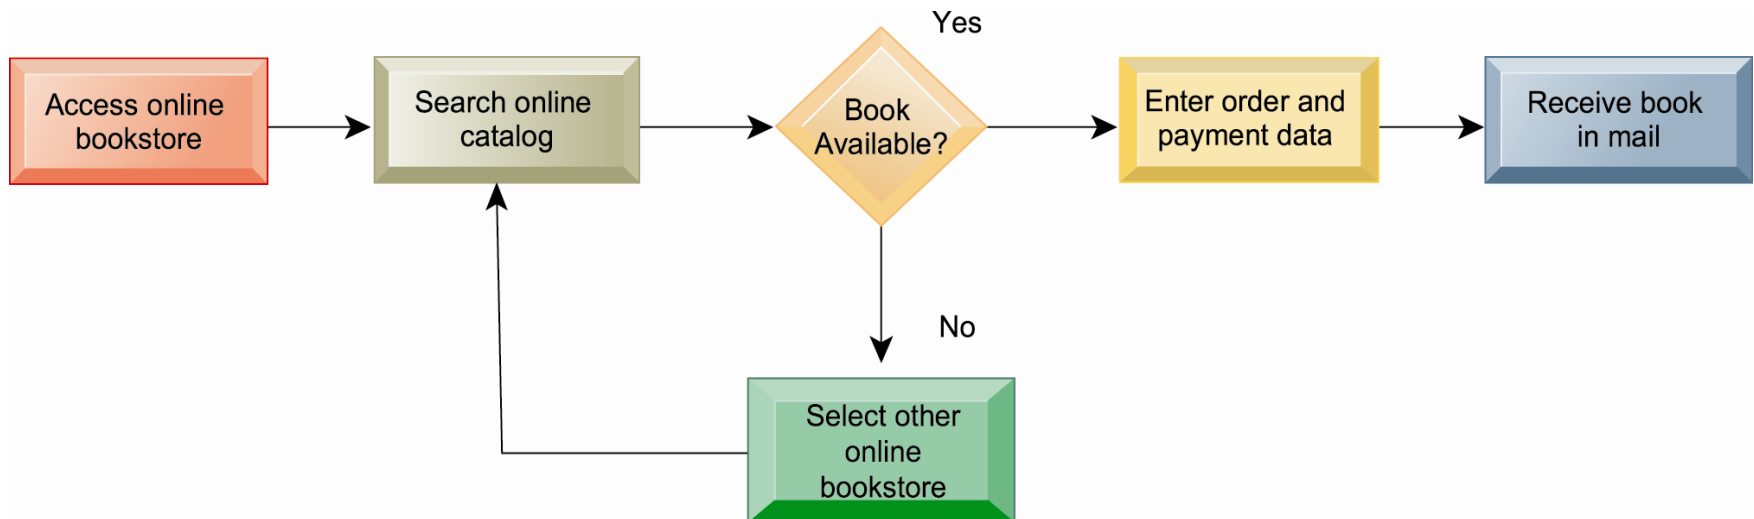 Yes
Access online
bookstore
Search online
catalog
Book
Available?
Enter order and
payment data
Receive book
in mail
No
Select other
online
bookstore